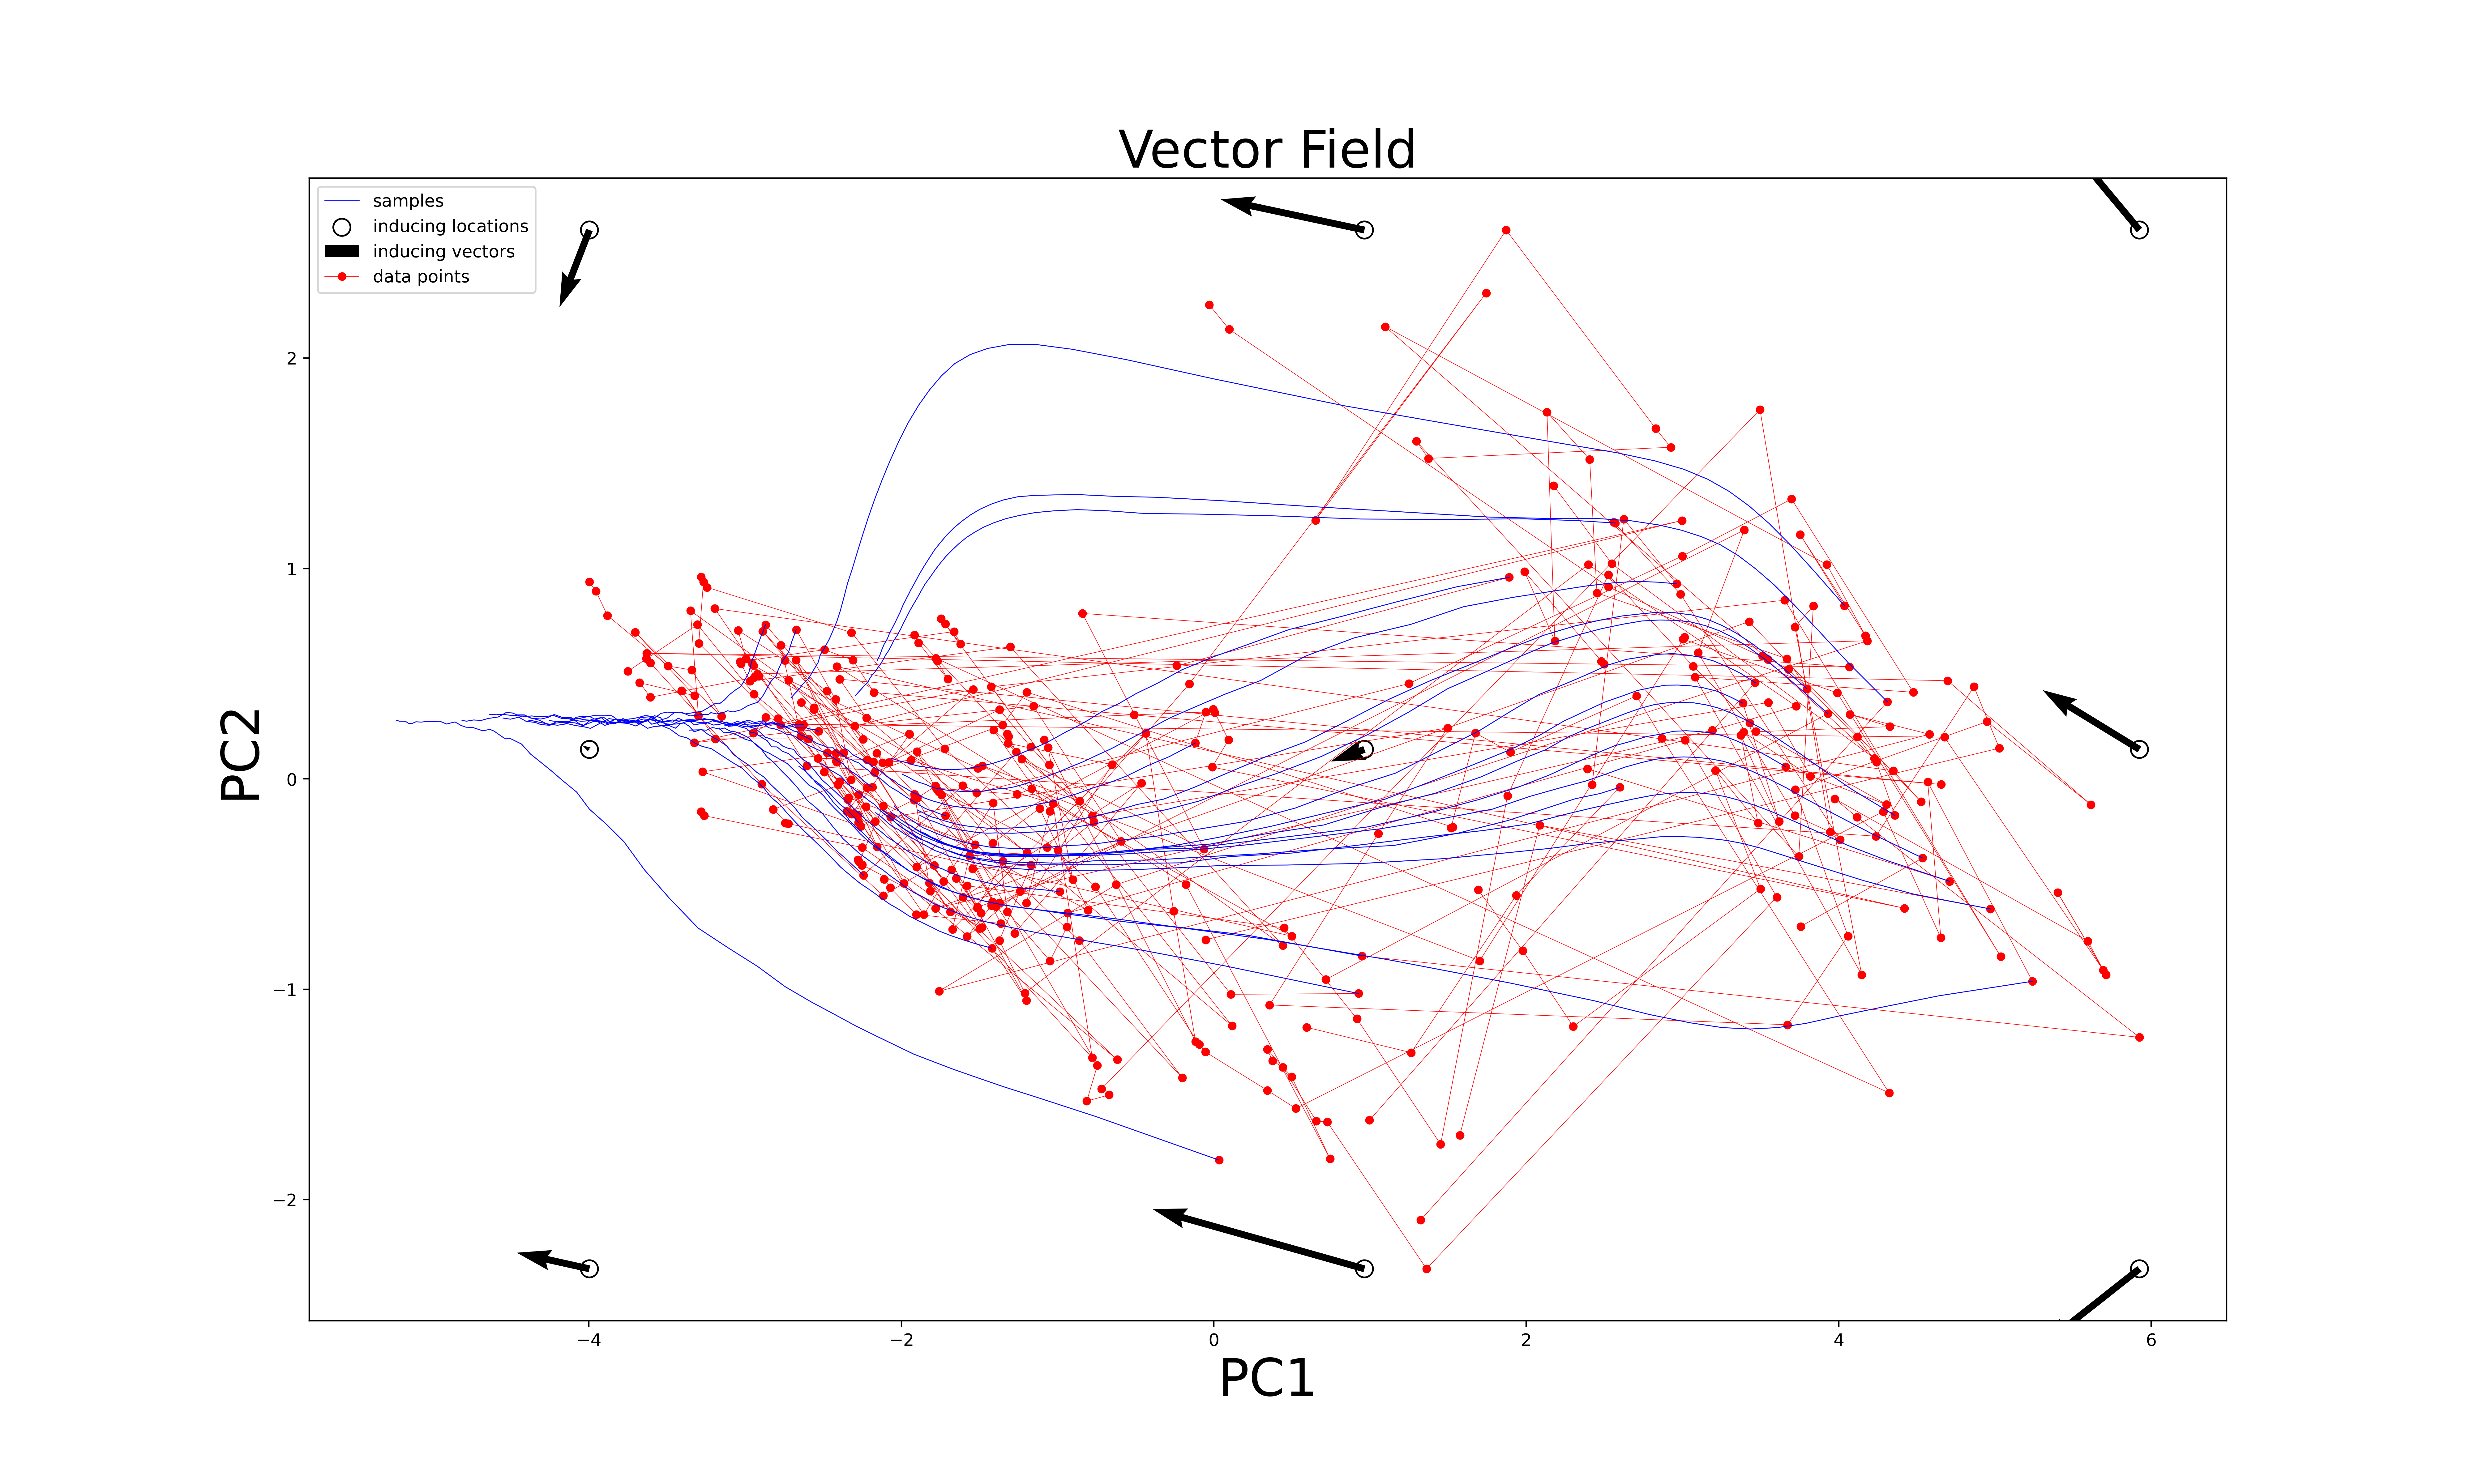 Vector Field
samples
inducing locations
inducing vectors
data points
PC2
2
1
0
−1
−2
−4
−2
0
2
4
6
PC1